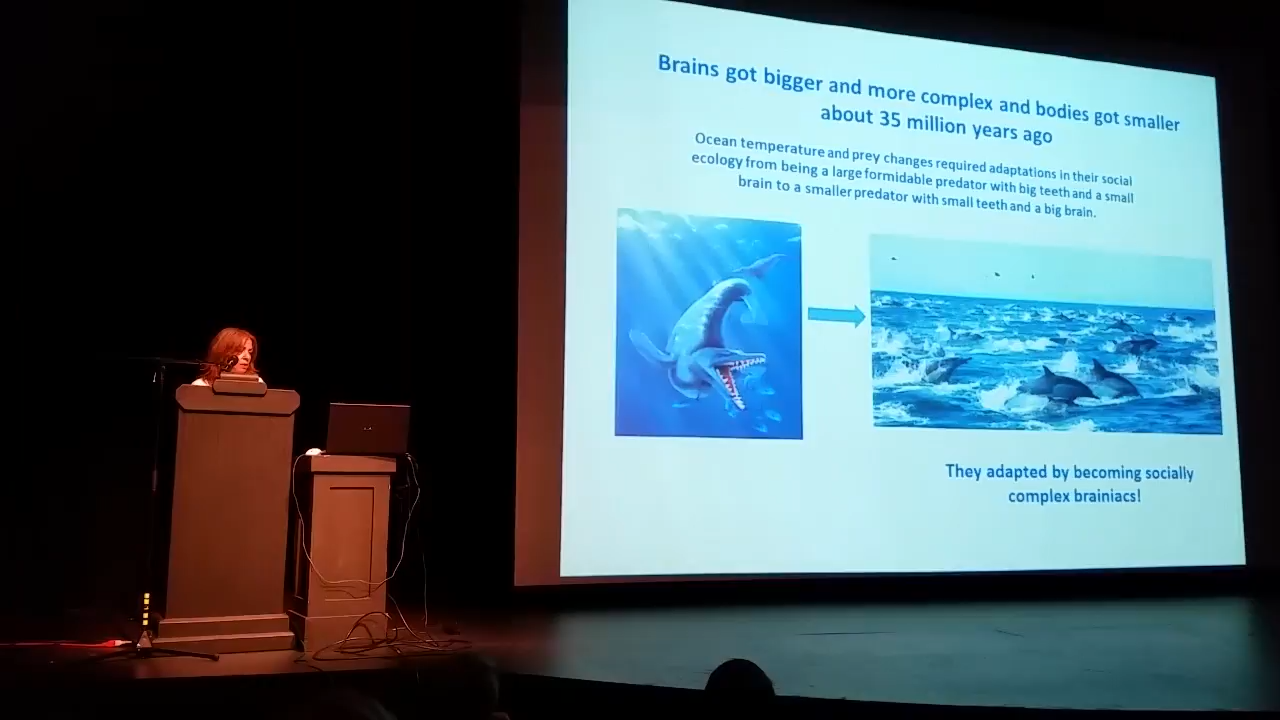 Brains got bigger and more complex and bodies got smaller
about 35 million years ago
Ocean temperature and prey changes required adaptations in their social
ecology from being a large formidable predator with big teeth and a small
brain to a smaller predator with small teeth and a big brain.
They adapted by becoming socially
complex brainiacs!